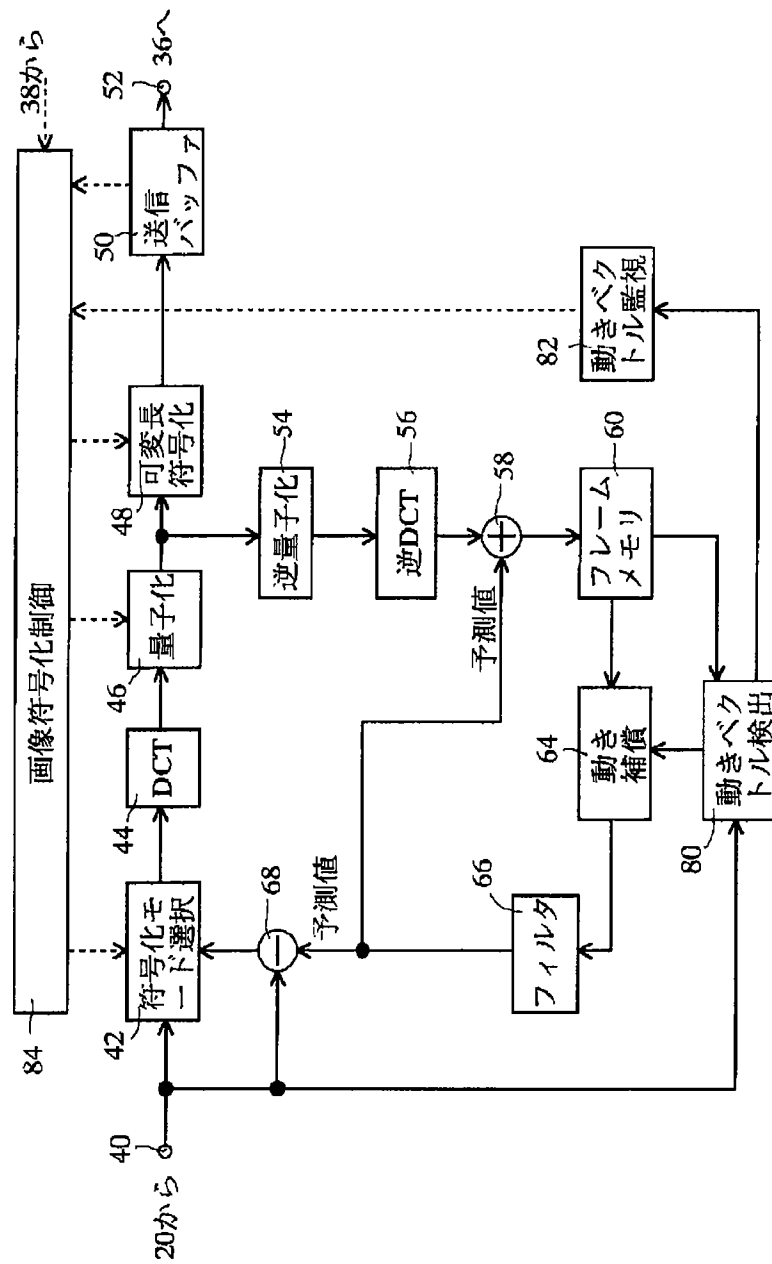 画像符号化制御
84
38から
20から
40
42
符号化モ
ード選択
44
DCT
46
量子化
48
可変長
符号化
50
送信
バッファ
52
36へ
68
予測値
54
逆量子化
56
逆DCT
58
予測値
60
フレーム
メモリ
64
動き
補償
66
フィルタ
80
動きベク
トル検出
82
動きベク
トル監視